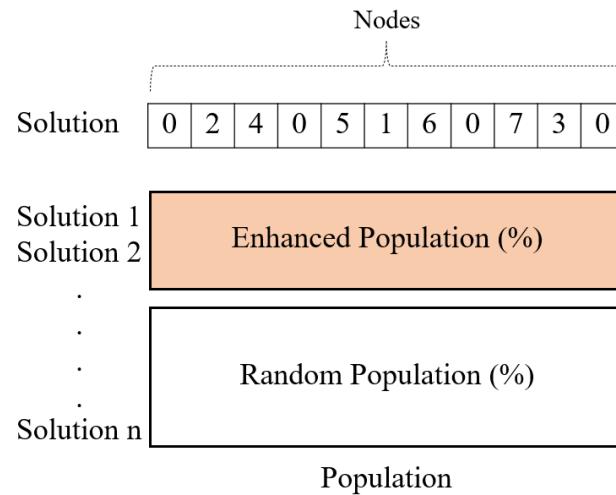 Nodes
Solution 0 2 4 0 5 1 6 0 7 3 0
Solution 1
Solution 2
Enhanced Population (%)
.
.
.
.
Random Population (%)
Solution n
Population